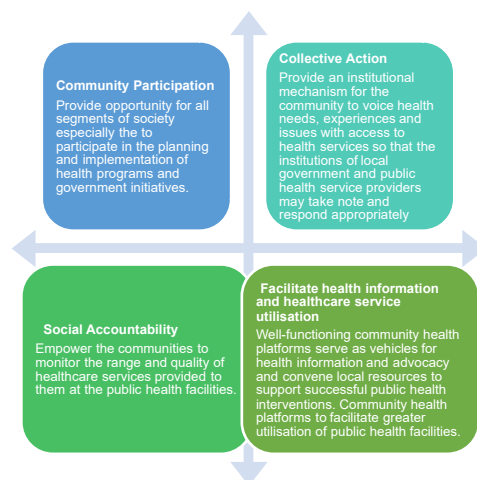 Community Participation
Provide opportunity for all
segments of society
especially the to
participate in the planning
and implementation of
health programs and
government initiatives.
Collective Action
Provide an institutional
mechanism for the
community to voice health
needs, experiences and
issues with access to
health services so that the
institutions of local
government and public
health service providers
may take note and
respond appropriately
Social Accountability
Empower the communities to
monitor the range and quality of
healthcare services provided to
them at the public health facilities.
Facilitate health information
and healthcare service
utilisation
Well-functioning community health
platforms serve as vehicles for
health information and advocacy
and convene local resources to
support successful public health
interventions. Community health
platforms to facilitate greater
utilisation of public health facilities.